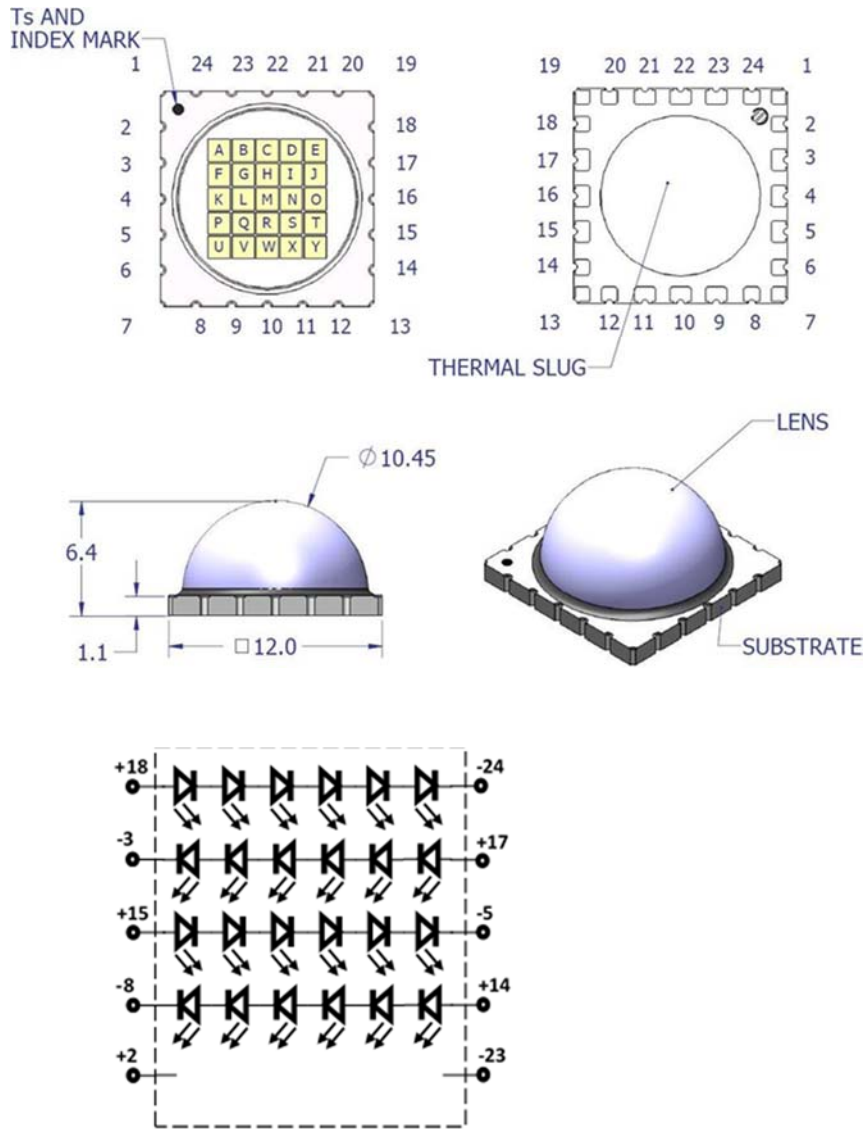 Ts AND
INDEX MARK
1 24 23 22 21 20 19
19 20 21 22 23 24 1
2 18
18 2
A B C D E
F G H I J
K L M N O
P Q R S T
U V W X Y
3 17
17 3
4 16
16 4
5 15
15 5
6 14
14 6
7 8 9 10 11 12 13
13 12 11 10 9 8 7
THERMAL SLUG
LENS
Ø10.45
6.4
1.1
□12.0
SUBSTRATE
+18 -24
-3 +17
+15 -5
-8 +14
+2 -23